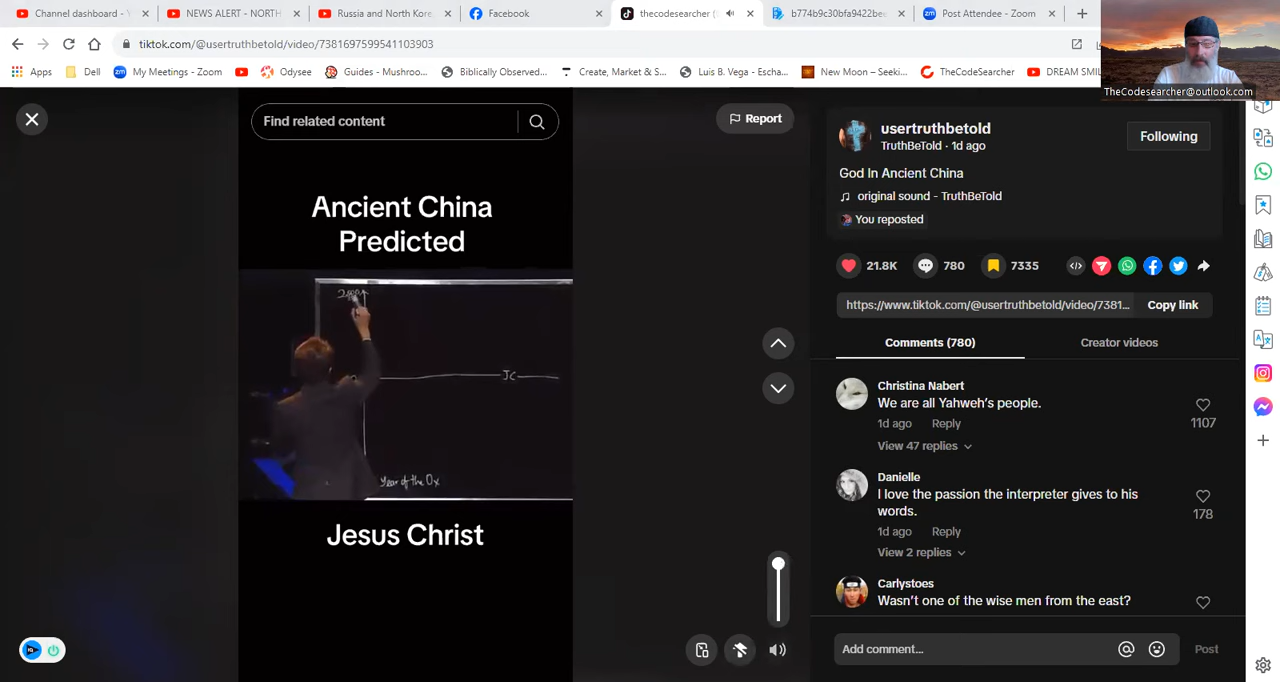 Channel dashboard - Y
NEWS ALERT - NORTH
Russia and North Kore
Facebook
thecodesearcher (
b774b9c30bfa9422bee
Post Attendee - Zoom
tiktok.com/@usertruthbetold/video/7381697599541103903
Apps
Dell
My Meetings - Zoom
Odysee
Guides - Mushroo...
Biblically Observed...
Create, Market & S...
Luis B. Vega - Escha...
New Moon – Seeki...
TheCodeSearcher
DREAM SMIL
TheCodesearcher@outlook.com
Find related content
Report
Ancient China
Predicted
JC
Year of the Ox
Jesus Christ
usertruthbetold
TruthBeTold · 1d ago
Following
God In Ancient China
original sound - TruthBeTold
You reposted
21.8K
780
7335
https://www.tiktok.com/@usertruthbetold/video/7381...
Copy link
Comments (780)
Creator videos
Christina Nabert
We are all Yahweh's people.
1d ago
Reply
1107
View 47 replies
Danielle
I love the passion the interpreter gives to his
words.
178
1d ago
Reply
View 2 replies
Carlystoes
Wasn't one of the wise men from the east?
Add comment...
Post